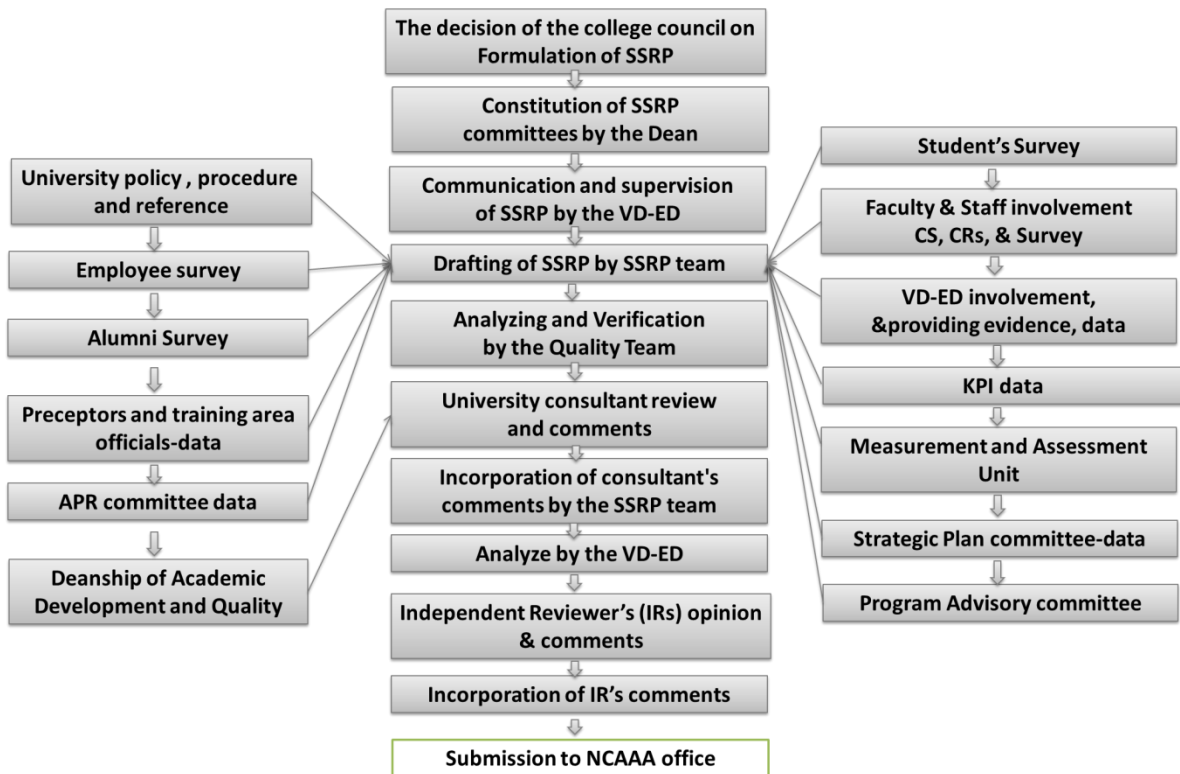 The decision of the college council on
Formulation of SSRP
Constitution of SSRP
committees by the Dean
Communication and supervision
of SSRP by the VD-ED
Drafting of SSRP by SSRP team
Analyzing and Verification
by the Quality Team
University consultant review
and comments
Incorporation of consultant's
comments by the SSRP team
Analyze by the VD-ED
Independent Reviewer's (IRs) opinion
& comments
Incorporation of IR's comments
Submission to NCAAA office
University policy , procedure
and reference
Employee survey
Alumni Survey
Preceptors and training area
officials-data
APR committee data
Deanship of Academic
Development and Quality
Student's Survey
Faculty & Staff involvement
CS, CRs, & Survey
VD-ED involvement,
&providing evidence, data
KPI data
Measurement and Assessment
Unit
Strategic Plan committee-data
Program Advisory committee